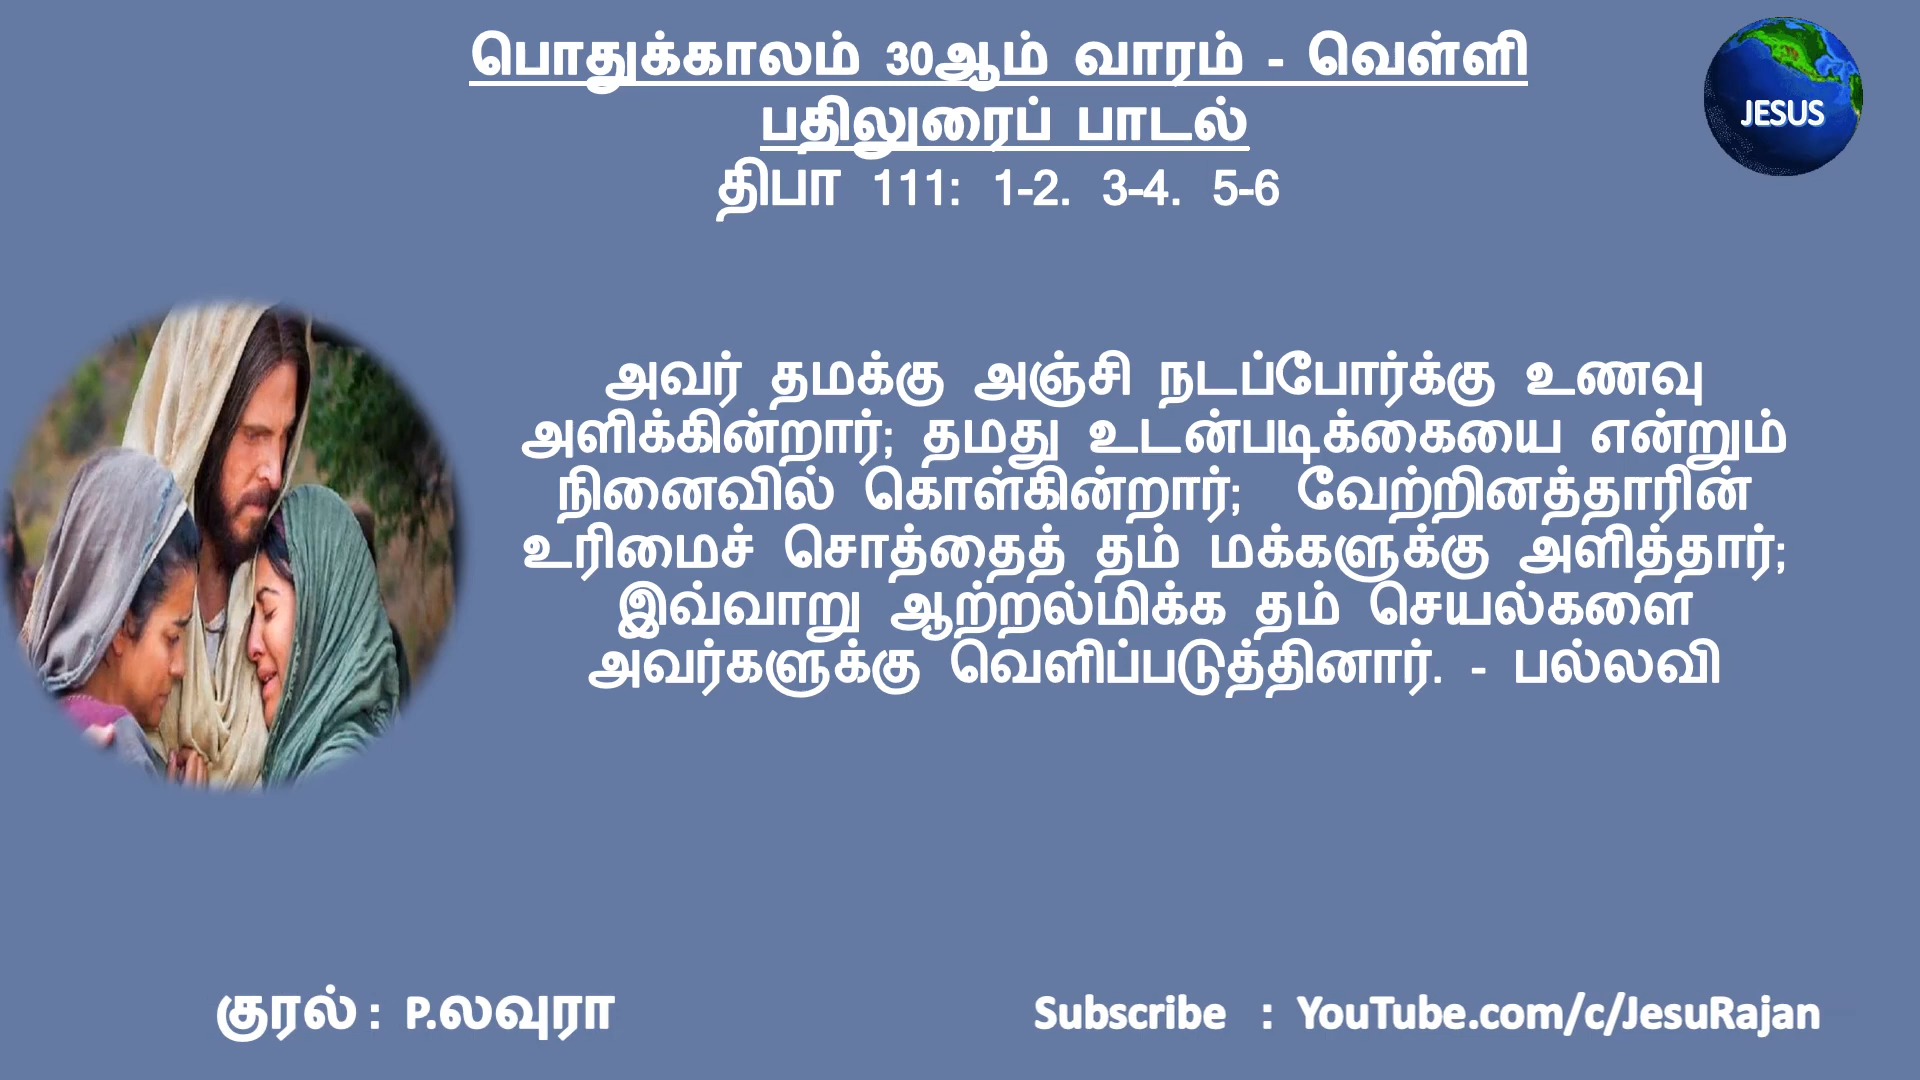 பொதுக்காலம் 30ஆம் வாரம் - வெள்ளி
பதிலுரைப் பாடல்
திபா 111: 1-2. 3-4. 5-6
JESUS
அவர் தமக்கு அஞ்சி நடப்போர்க்கு உணவு
அளிக்கின்றார்; தமது உடன்படிக்கையை என்றும்
நினைவில் கொள்கின்றார்; வேற்றினத்தாரின்
உரிமைச் சொத்தைத் தம் மக்களுக்கு அளித்தார்;
இவ்வாறு ஆற்றல்மிக்க தம் செயல்களை
அவர்களுக்கு வெளிப்படுத்தினார். - பல்லவி
குரல் : P.லவுரா
Subscribe : YouTube.com/c/JesuRajan